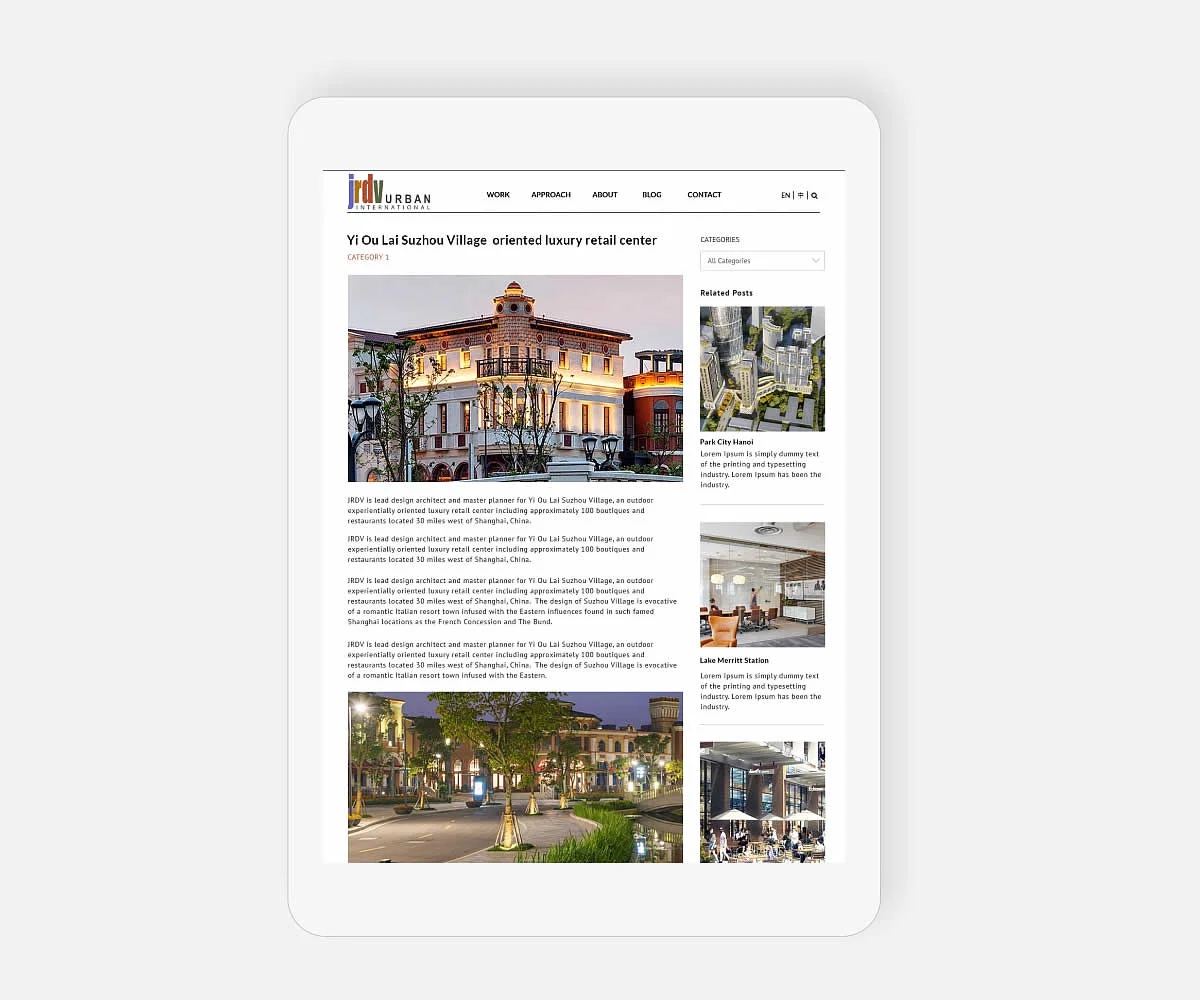 jrdv URBAN
INTERNATIONAL
WORK APPROACH ABOUT BLOG CONTACT EN | 中 |
Yi Ou Lai Suzhou Village oriented luxury retail center
CATEGORY 1
JRDV is lead design architect and master planner for Yi Ou Lai Suzhou Village, an outdoor
experientially oriented luxury retail center including approximately 100 boutiques and
restaurants located 30 miles west of Shanghai, China.
JRDV is lead design architect and master planner for Yi Ou Lai Suzhou Village, an outdoor
experientially oriented luxury retail center including approximately 100 boutiques and
restaurants located 30 miles west of Shanghai, China.
JRDV is lead design architect and master planner for Yi Ou Lai Suzhou Village, an outdoor
experientially oriented luxury retail center including approximately 100 boutiques and
restaurants located 30 miles west of Shanghai, China. The design of Suzhou Village is evocative
of a romantic Italian resort town infused with the Eastern influences found in such famed
Shanghai locations as the French Concession and The Bund.
JRDV is lead design architect and master planner for Yi Ou Lai Suzhou Village, an outdoor
experientially oriented luxury retail center including approximately 100 boutiques and
restaurants located 30 miles west of Shanghai, China. The design of Suzhou Village is evocative
of a romantic Italian resort town infused with the Eastern.
CATEGORIES
All Categories
Related Posts
Park City Hanoi
Lorem Ipsum is simply dummy text
of the printing and typesetting
industry. Lorem Ipsum has been the
industry.
Lake Merritt Station
Lorem Ipsum is simply dummy text
of the printing and typesetting
industry. Lorem Ipsum has been the
industry.